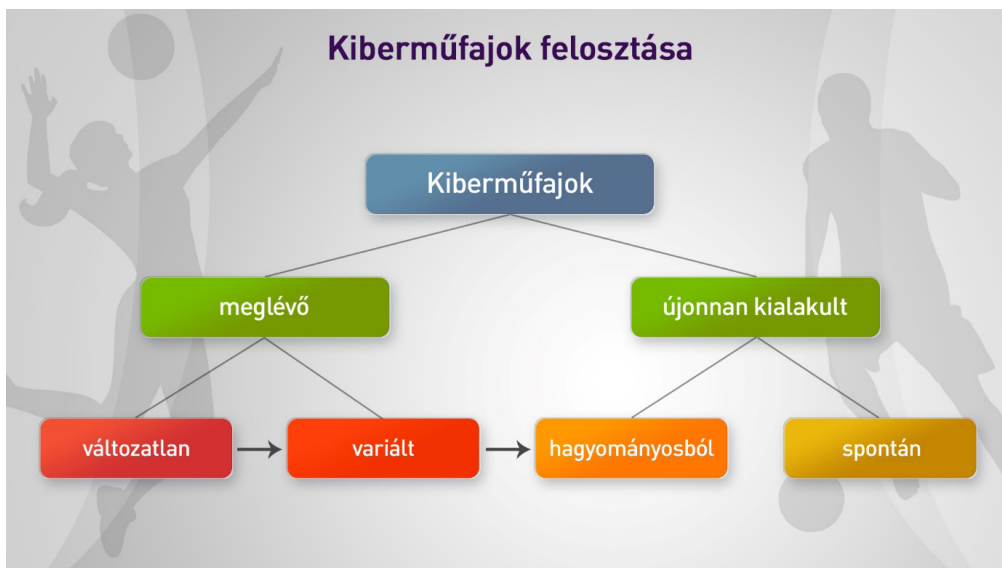 Kiberműfajok felosztása
Kiberműfajok
meglévő
újonnan kialakult
változatlan
variált
hagyományosból
spontán